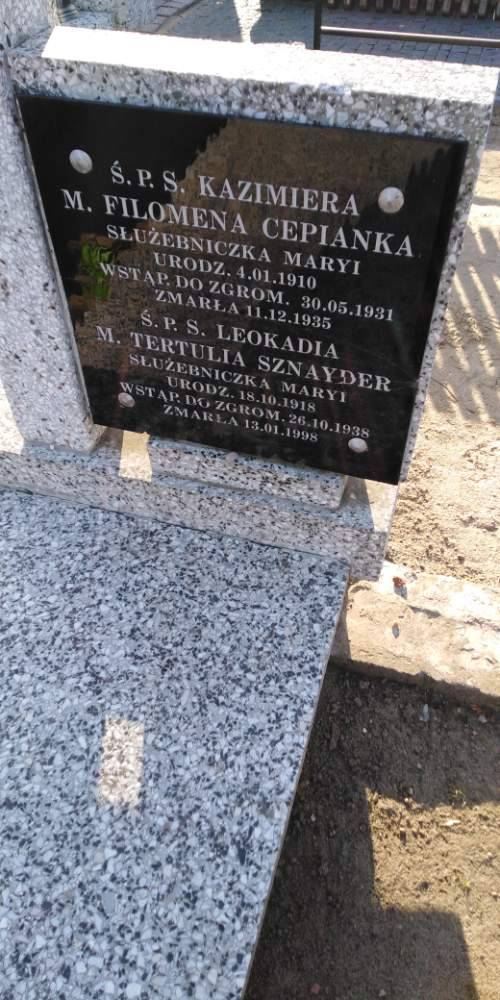 Ś.P.S. KAZIMIERA
M. FILOMENA CEPIANKA
SŁUŻEBNICZKA MARYI
URODZ. 4.01.1910
WSTĄP. DO ZGROM. 30.05.1931
ZMARŁA 11.12.1935
Ś.P.S. LEOKADIA
M. TERTULIA SZNAYDER
SŁUŻEBNICZKA MARYI
URODZ. 18.10.1918
WSTĄP. DO ZGROM. 26.10.1938
ZMARŁA 13.01.1998